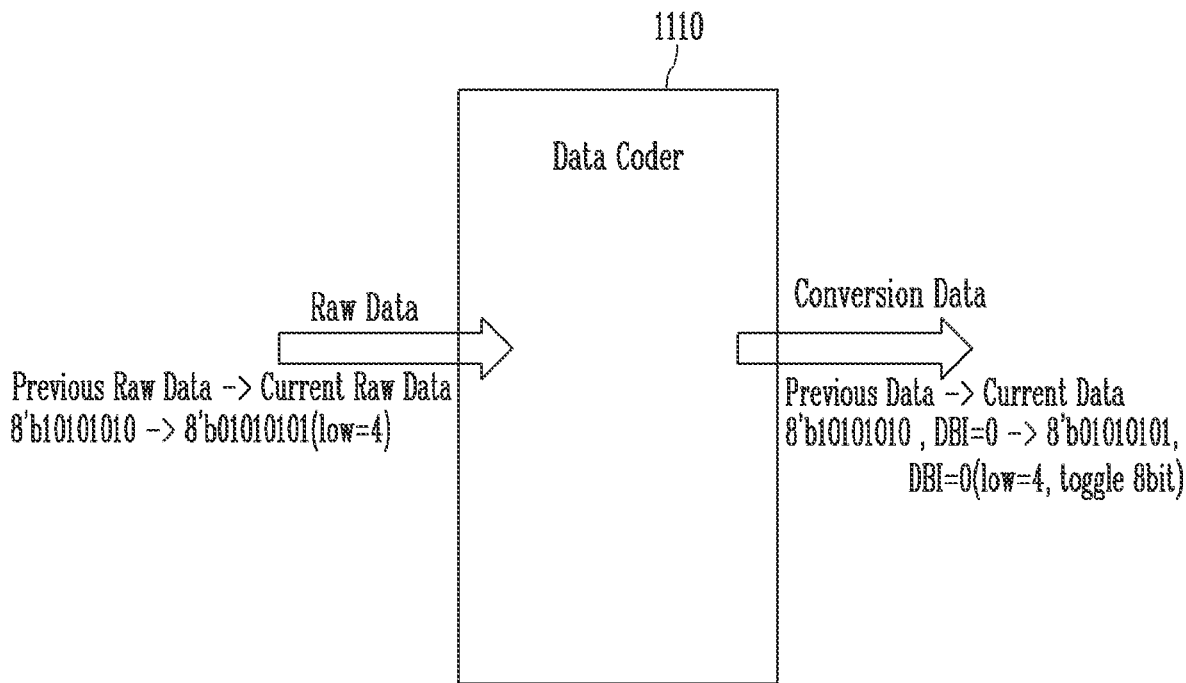 1110
Data Coder
Raw Data
Previous Raw Data -> Current Raw Data
8'b10101010 -> 8'b01010101(low=4)
Conversion Data
Previous Data -> Current Data
8'b10101010 , DBI=0 -> 8'b01010101,
DBI=0(low=4, toggle 8bit)